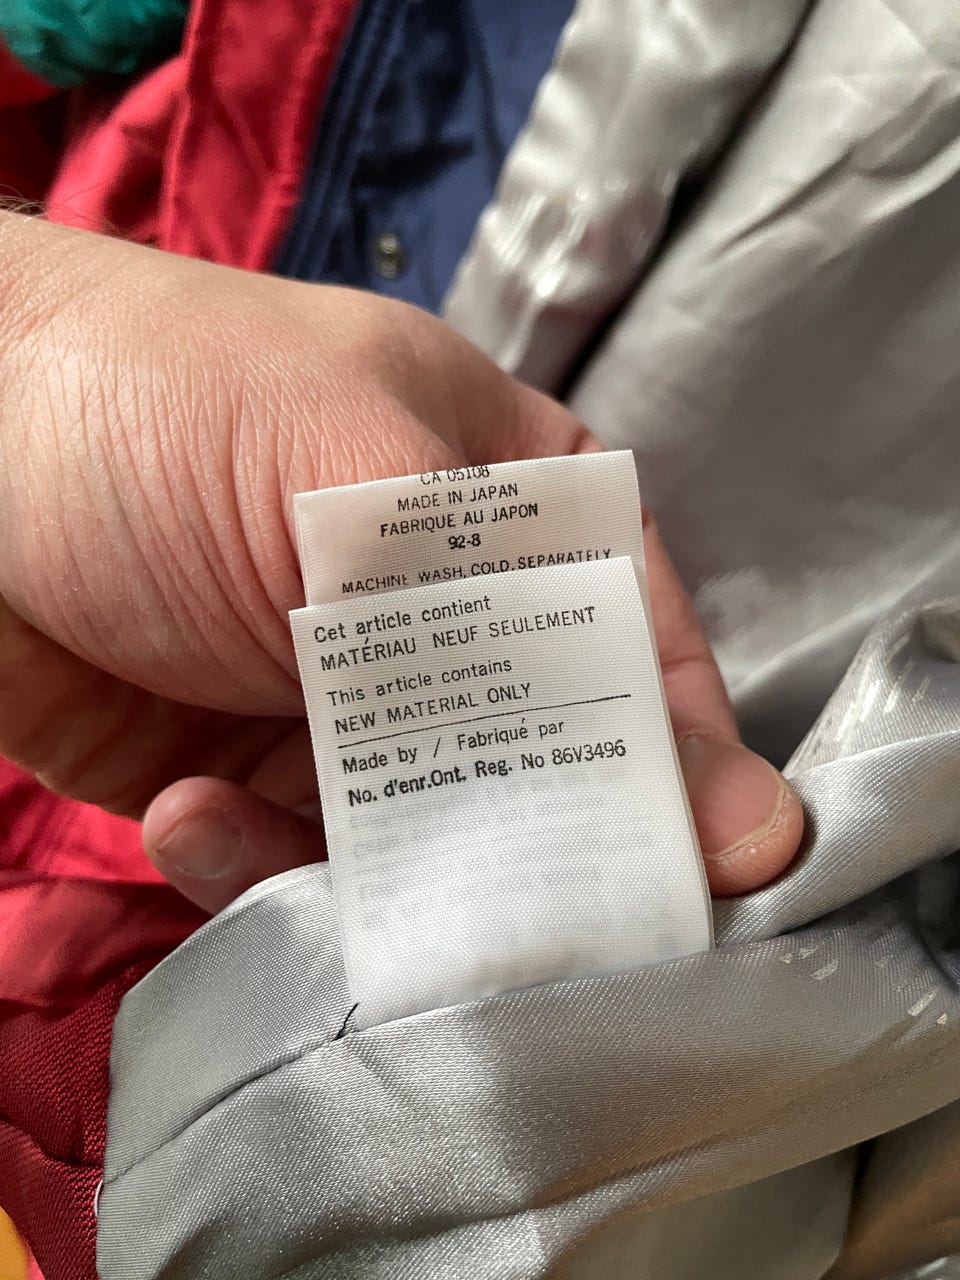 CA 05108
MADE IN JAPAN
FABRIQUE AU JAPON
92-8
MACHINE WASH, COLD, SEPARATELY
Cet article contient
MATÉRIAU NEUF SEULEMENT
This article contains
NEW MATERIAL ONLY
Made by / Fabriqué par
No. d'enr.Ont. Reg. No 86V3496